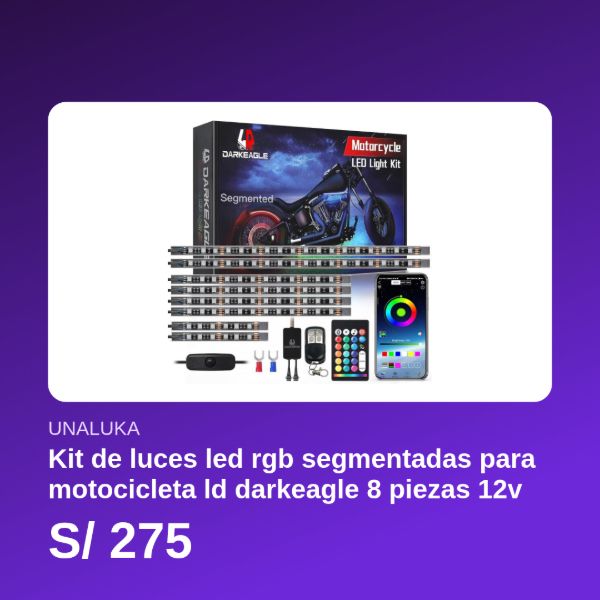 DARKEAGLE
DARKEAGLE
Motorcycle
LED Light Kit
Segmented
UNALUKA
Kit de luces led rgb segmentadas para
motocicleta ld darkeagle 8 piezas 12v
S/ 275